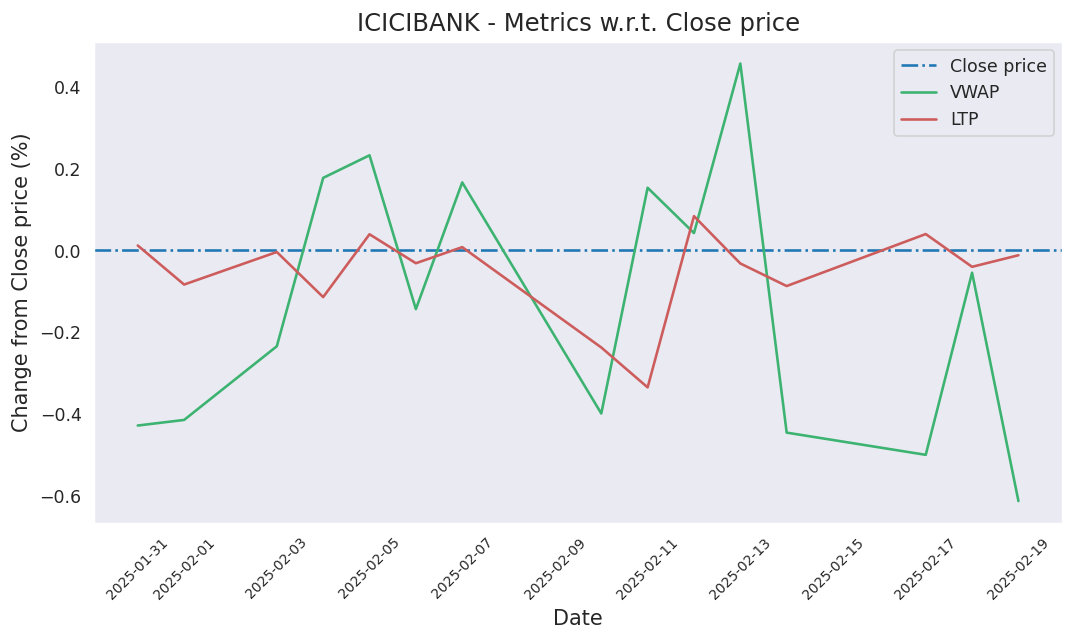 ICICIBANK - Metrics w.r.t. Close price
Close price
VWAP
LTP
Change from Close price (%)
0.4
0.2
0.0
−0.2
−0.4
−0.6
2025-01-31
2025-02-01
2025-02-03
2025-02-05
2025-02-07
2025-02-09
2025-02-11
2025-02-13
2025-02-15
2025-02-17
2025-02-19
Date